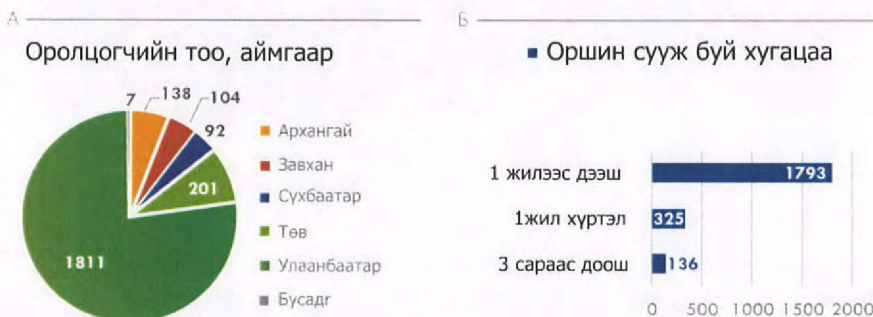 А
Оролцогчийн тоо, аймгаар
7
138
104
92
201
1811
Архангай
Завхан
Сүхбаатар
Төв
Улаанбаатар
Бусадг
Б
Оршин сууж буй хугацаа
1 жилээс дээш
1793
1жил хүртэл
325
3 сараас доош
136
0 500 1000 1500 2000